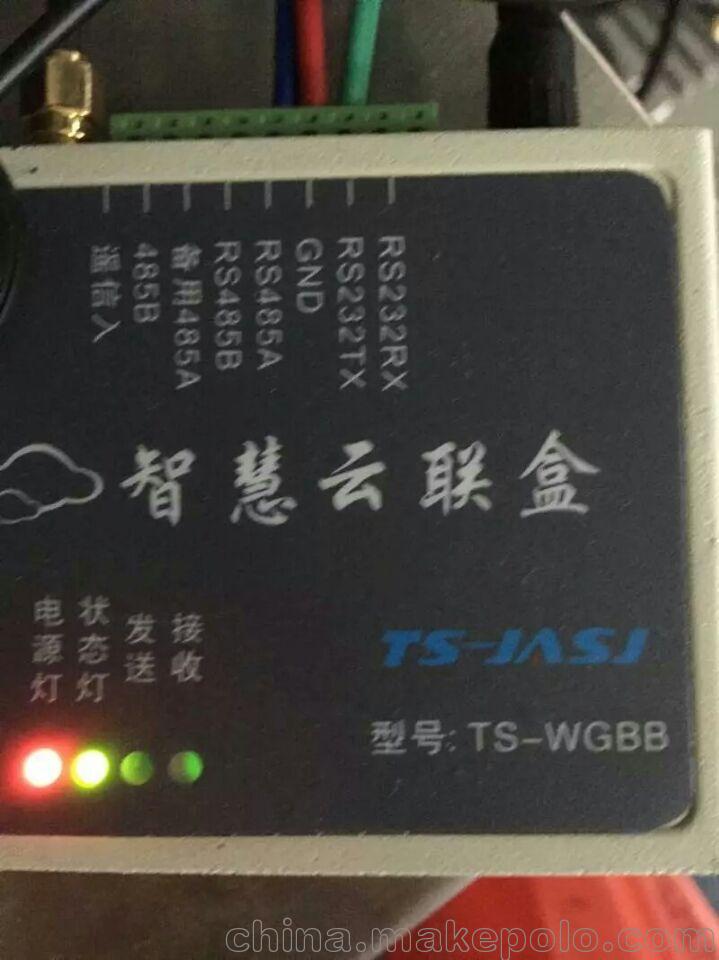 遥信入
485B
备用485A
RS485B
RS485A
GND
RS232TX
RS232RX
智慧云联盒
电源灯
状态灯
发送
接收
TS-JASJ
型号: TS-WGBB
china.makepolo.com